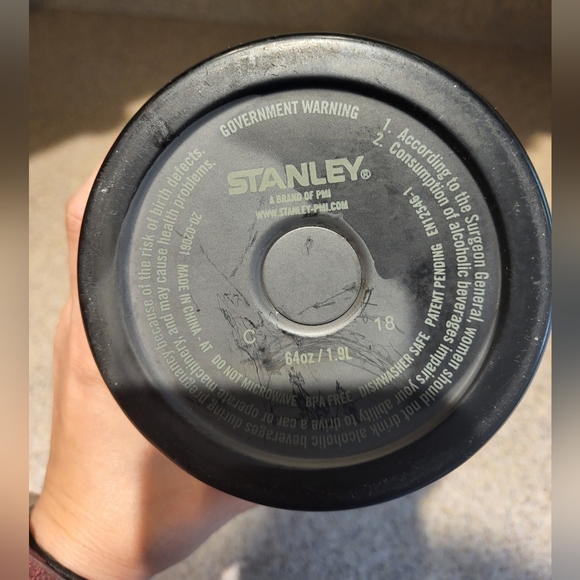 GOVERNMENT WARNING
1. According to the Surgeon General, women should not drink alcoholic beverages during pregnancy because of the risk of birth defects.
2. Consumption of alcoholic beverages impairs your ability to drive a car or operate machinery, and may cause health problems.
STANLEY®
A BRAND OF PMI
WWW.STANLEY-PMI.COM
C 18
64oz / 1.9L
20-02061 MADE IN CHINA - AT DO NOT MICROWAVE BPA FREE DISHWASHER SAFE PATENT PENDING EN12546-1